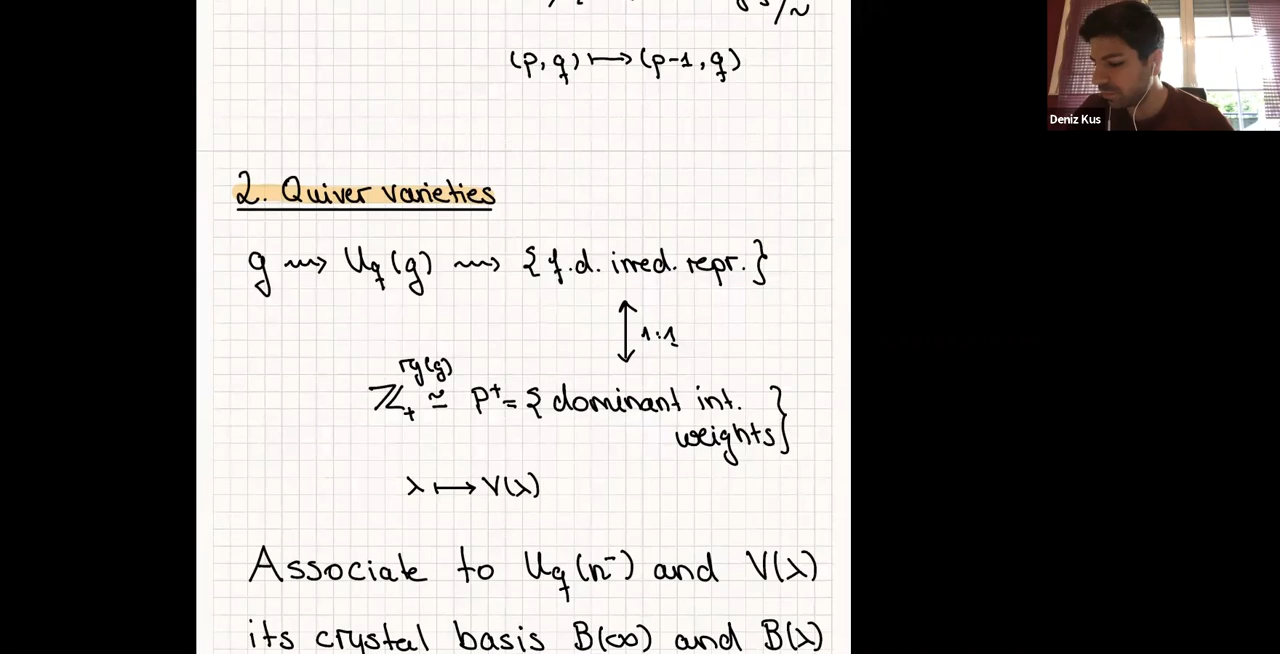 (p,q) ⟼ (p-1,q)
Deniz Kus
2. Quiver varieties
g ⇝ U_q(g) ⇝ {f.d. irred. repr.}
↕ 1:1
ℤ₊^{rg(g)} ≅ P⁺ = {dominant int. weights}
λ ⟼ V(λ)
Associate to U_q(n⁻) and V(λ)
its crystal basis B(∞) and B(λ)